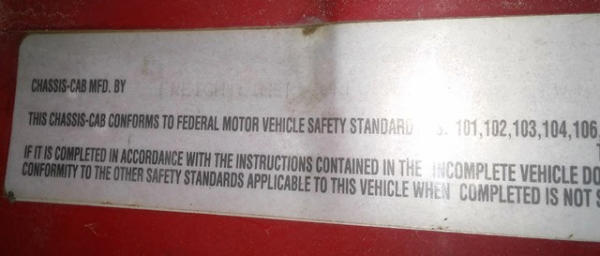 CHASSIS-CAB MFD. BY
THIS CHASSIS-CAB CONFORMS TO FEDERAL MOTOR VEHICLE SAFETY STANDARD S. 101,102,103,104,106,
IF IT IS COMPLETED IN ACCORDANCE WITH THE INSTRUCTIONS CONTAINED IN THE INCOMPLETE VEHICLE DO
CONFORMITY TO THE OTHER SAFETY STANDARDS APPLICABLE TO THIS VEHICLE WHEN COMPLETED IS NOT S